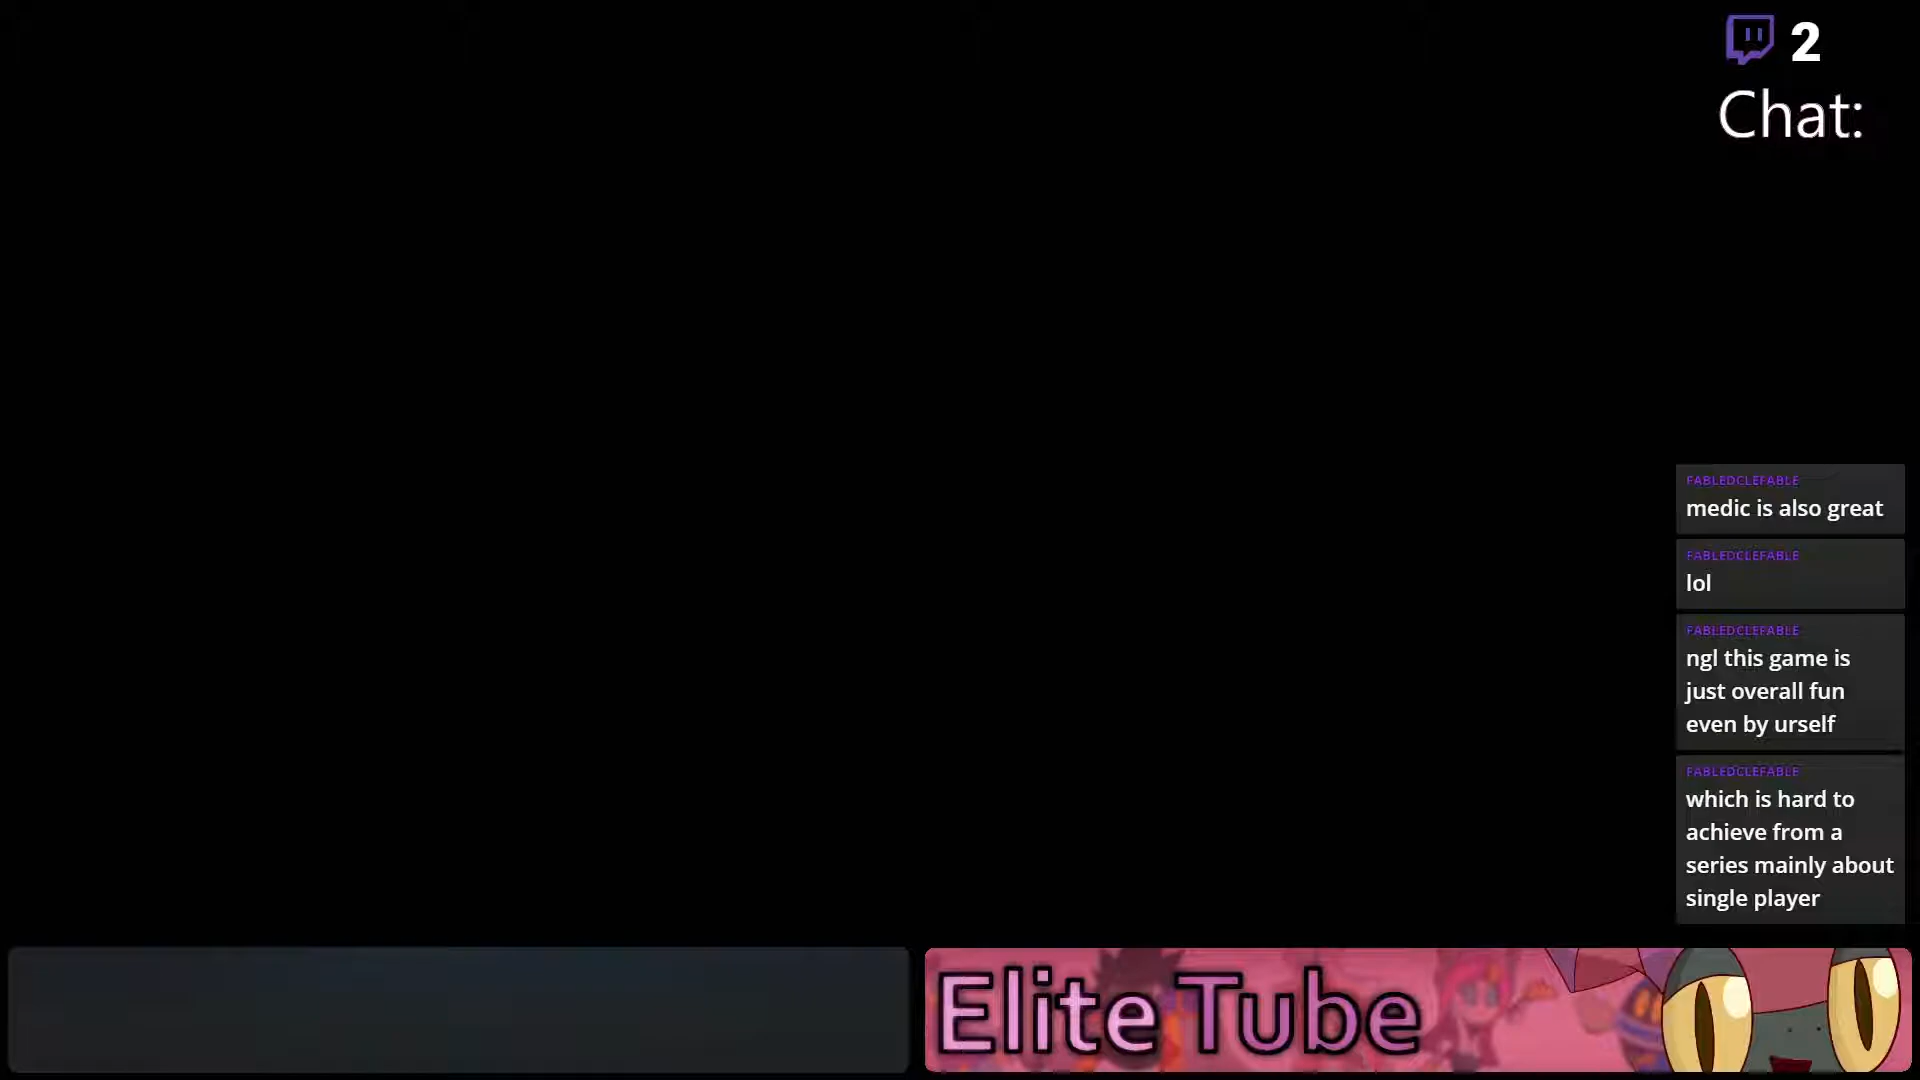 2
Chat:
FABLEDCLEFABLE
medic is also great
FABLEDCLEFABLE
lol
FABLEDCLEFABLE
ngl this game is
just overall fun
even by urself
FABLEDCLEFABLE
which is hard to
achieve from a
series mainly about
single player
Elite Tube